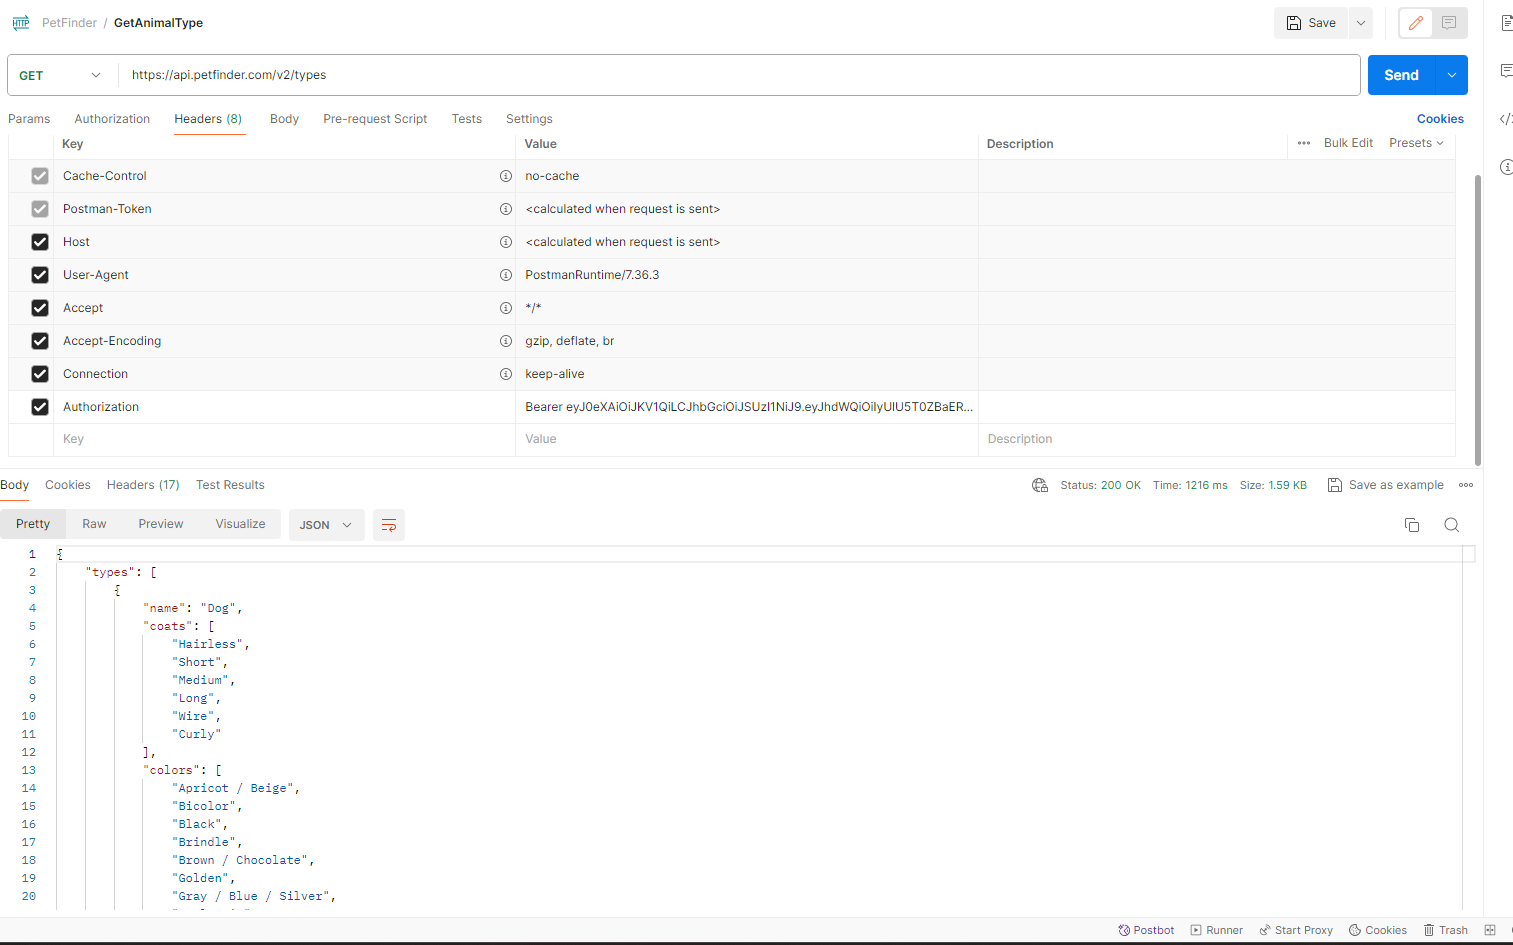 HTTP PetFinder / GetAnimalType Save
GET https://api.petfinder.com/v2/types Send
Params Authorization Headers (8) Body Pre-request Script Tests Settings Cookies
Key Value Description ••• Bulk Edit Presets
Cache-Control no-cache
Postman-Token <calculated when request is sent>
Host <calculated when request is sent>
User-Agent PostmanRuntime/7.36.3
Accept */*
Accept-Encoding gzip, deflate, br
Connection keep-alive
Authorization Bearer eyJ0eXAiOiJKV1QiLCJhbGciOiJSUzI1NiJ9.eyJhdWQiOiIyUlU5T0ZBaER...
Key Value Description
Body Cookies Headers (17) Test Results Status: 200 OK Time: 1216 ms Size: 1.59 KB Save as example
Pretty Raw Preview Visualize JSON
1 {
2 "types": [
3 {
4 "name": "Dog",
5 "coats": [
6 "Hairless",
7 "Short",
8 "Medium",
9 "Long",
10 "Wire",
11 "Curly"
12 ],
13 "colors": [
14 "Apricot / Beige",
15 "Bicolor",
16 "Black",
17 "Brindle",
18 "Brown / Chocolate",
19 "Golden",
20 "Gray / Blue / Silver",
Postbot Runner Start Proxy Cookies Trash